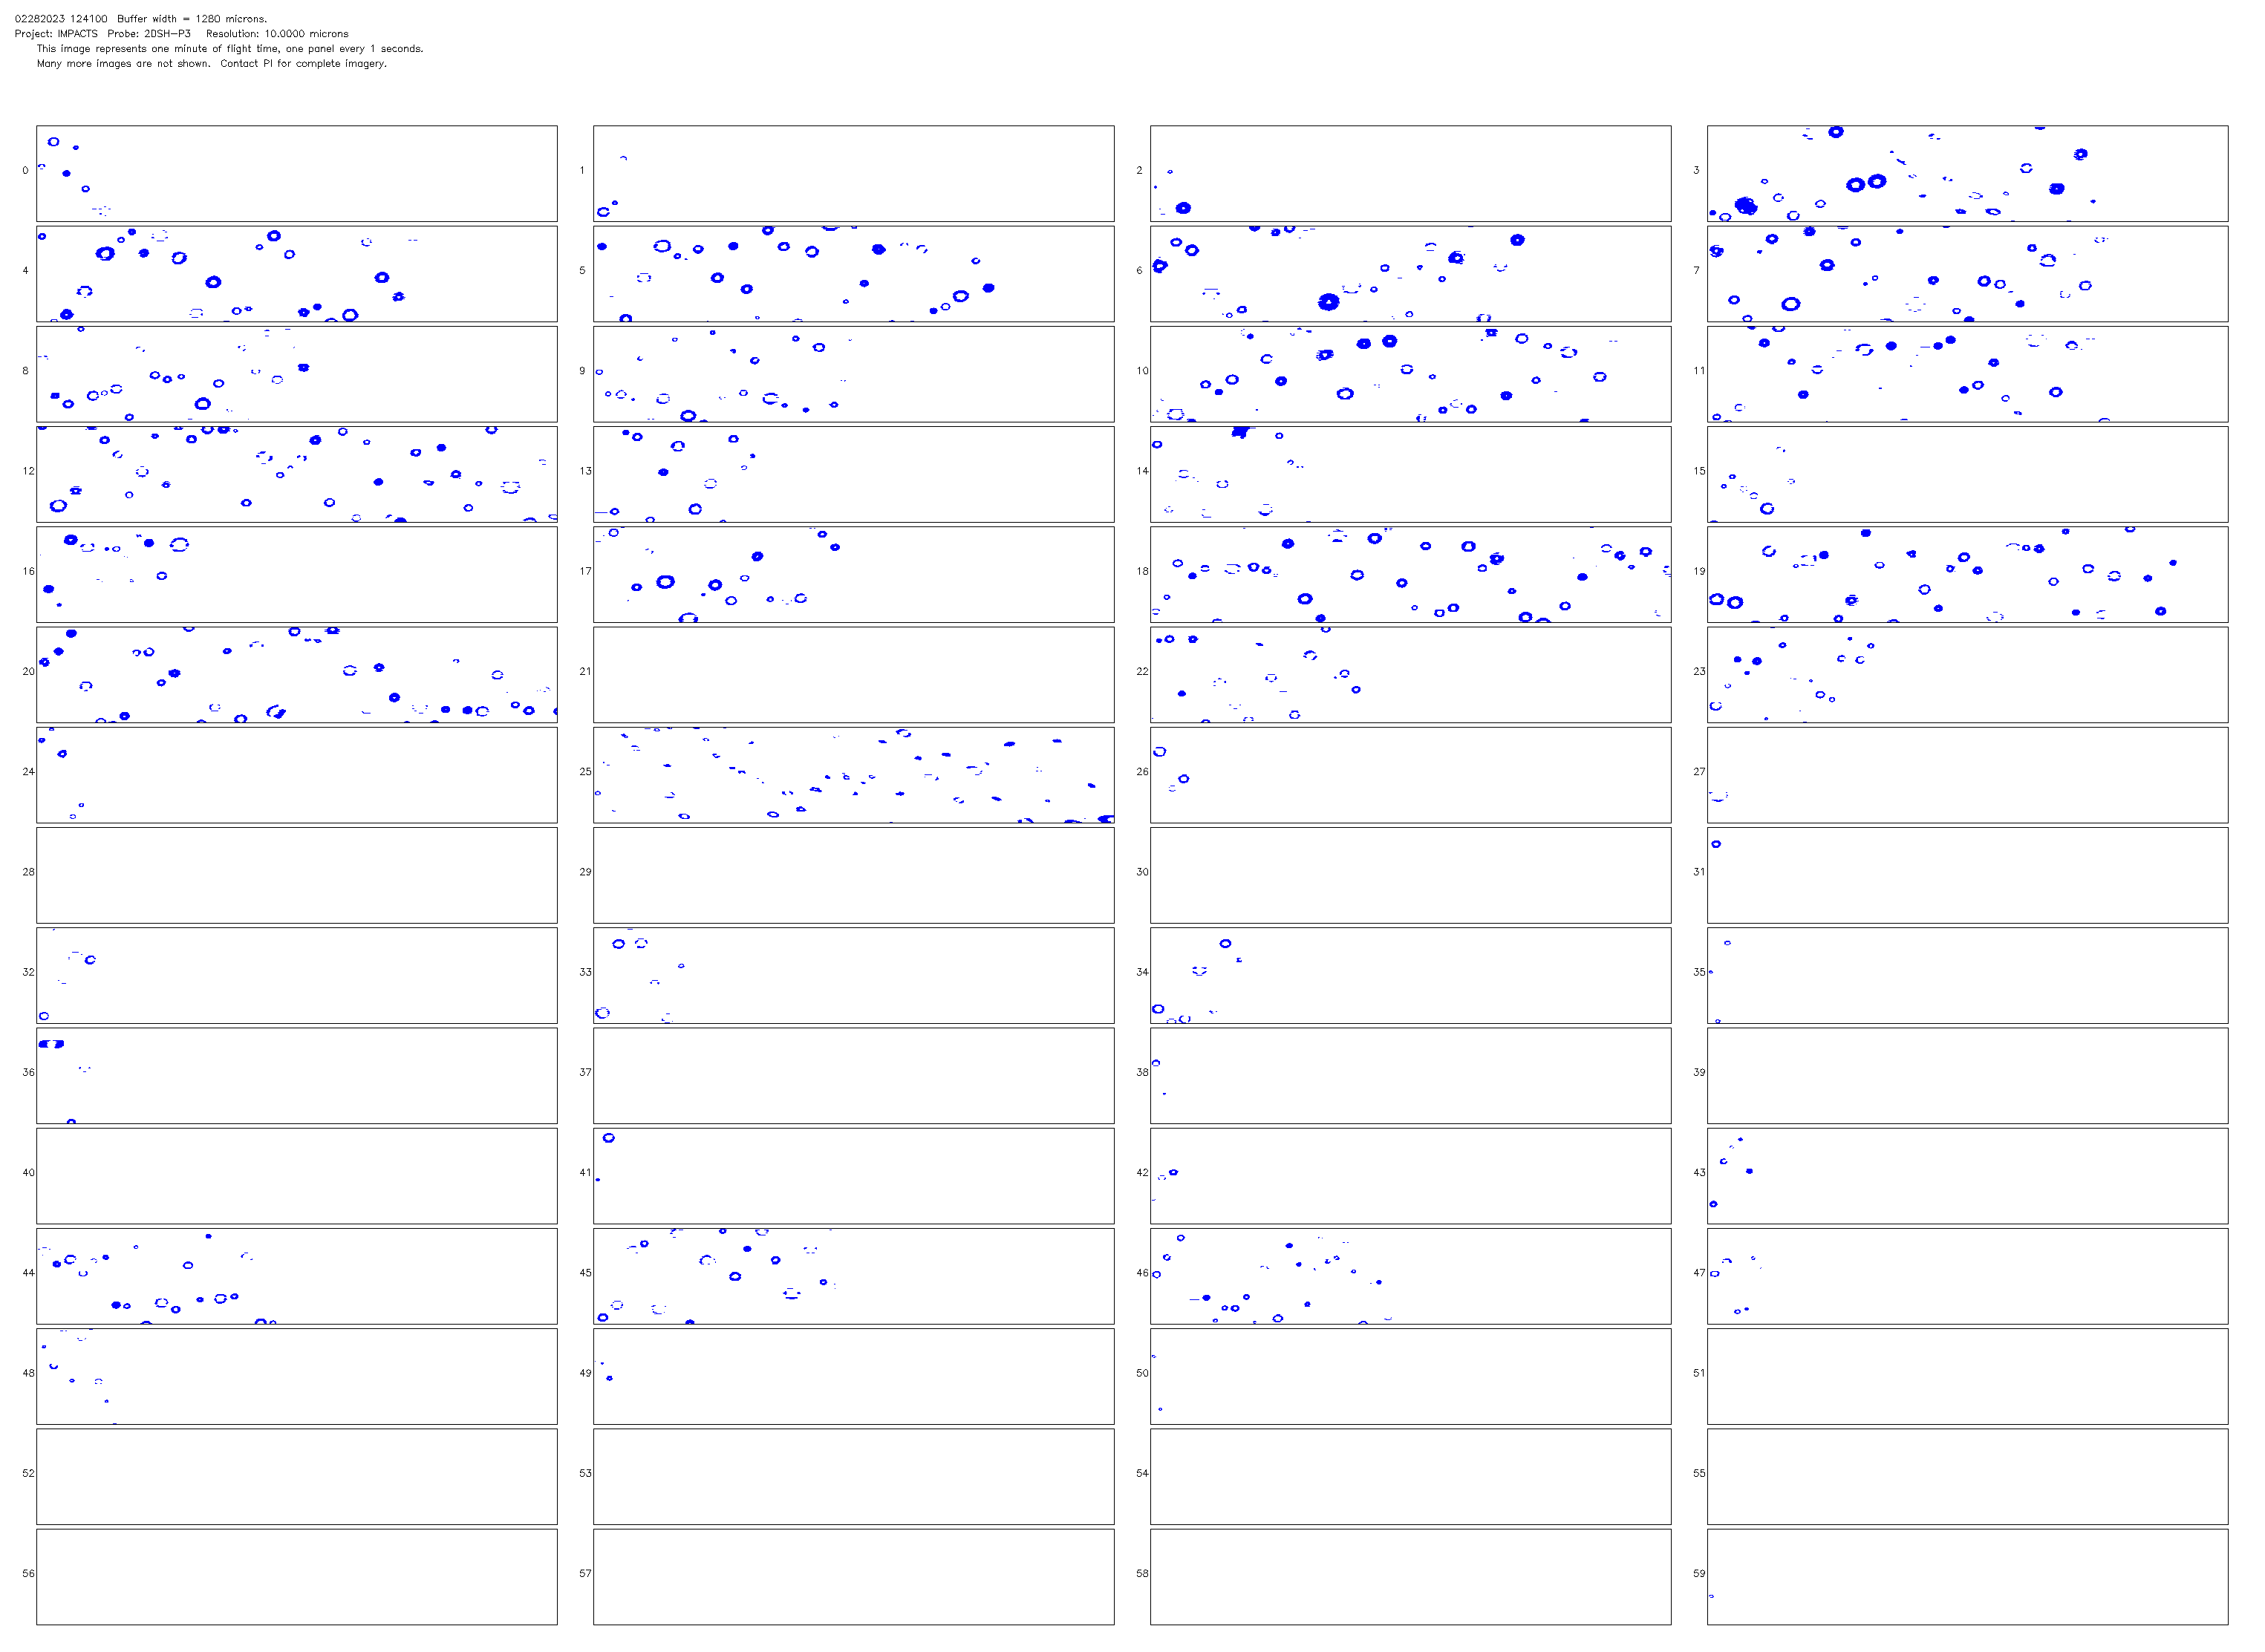 02282023 124100  Buffer width = 1280 microns.
Project: IMPACTS  Probe: 2DSH-P3   Resolution: 10.0000 microns
This image represents one minute of flight time, one panel every 1 seconds.
Many more images are not shown.  Contact PI for complete imagery.
0 1 2 3
4 5 6 7
8 9 10 11
12 13 14 15
16 17 18 19
20 21 22 23
24 25 26 27
28 29 30 31
32 33 34 35
36 37 38 39
40 41 42 43
44 45 46 47
48 49 50 51
52 53 54 55
56 57 58 59